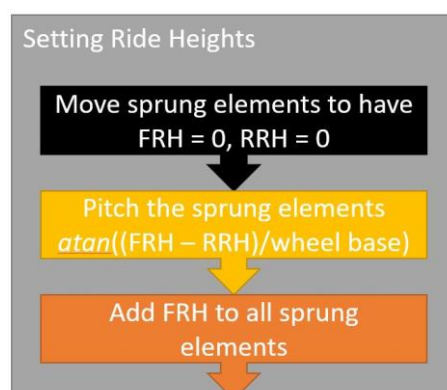 Setting Ride Heights
Move sprung elements to have
FRH = 0, RRH = 0
Pitch the sprung elements
atan((FRH – RRH)/wheel base)
Add FRH to all sprung
elements